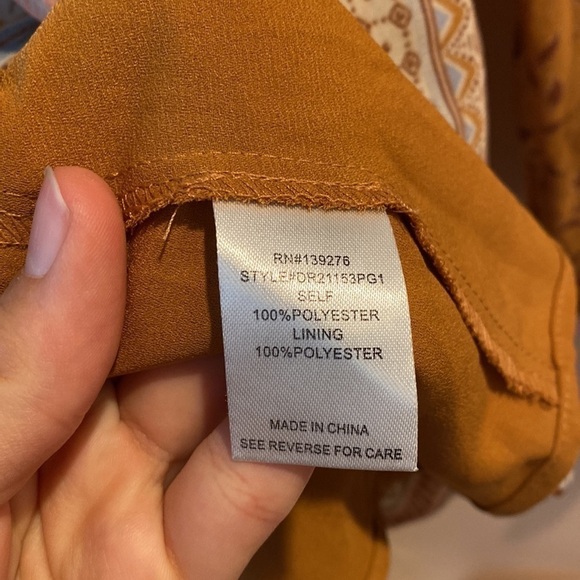 RN#139276
STYLE#DR21153PG1
SELF
100%POLYESTER
LINING
100%POLYESTER
MADE IN CHINA
SEE REVERSE FOR CARE